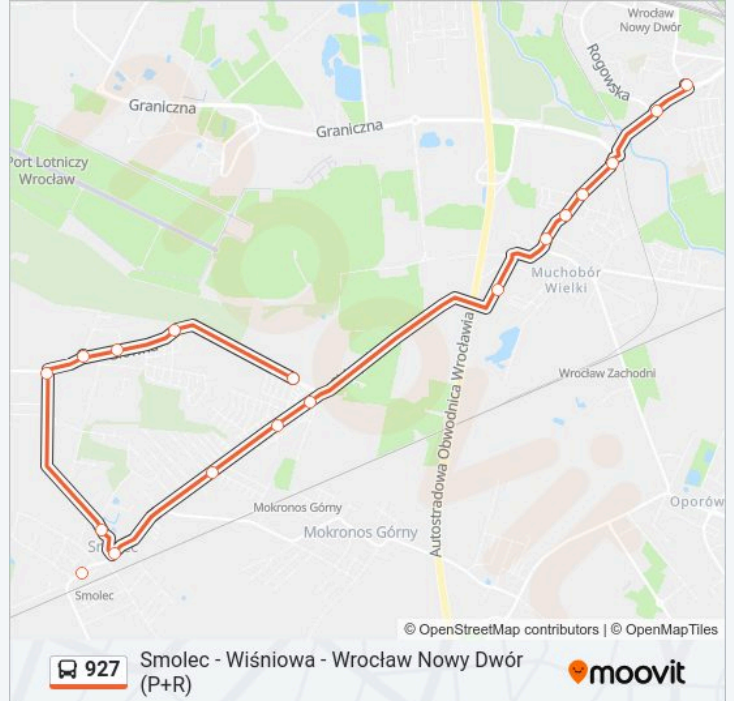 Wrocław
Nowy Dwór
Rogowska
Graniczna
Graniczna
Port Lotniczy
Wrocław
Muchobór
Wielki
Autostradowa Obwodnica Wrocławia
Wrocław Zachodni
Mokronos Górny
Mokronos Górny
Oporów
Smolec
© OpenStreetMap contributors | © OpenMapTiles
927
Smolec - Wiśniowa - Wrocław Nowy Dwór
(P+R)
moovit